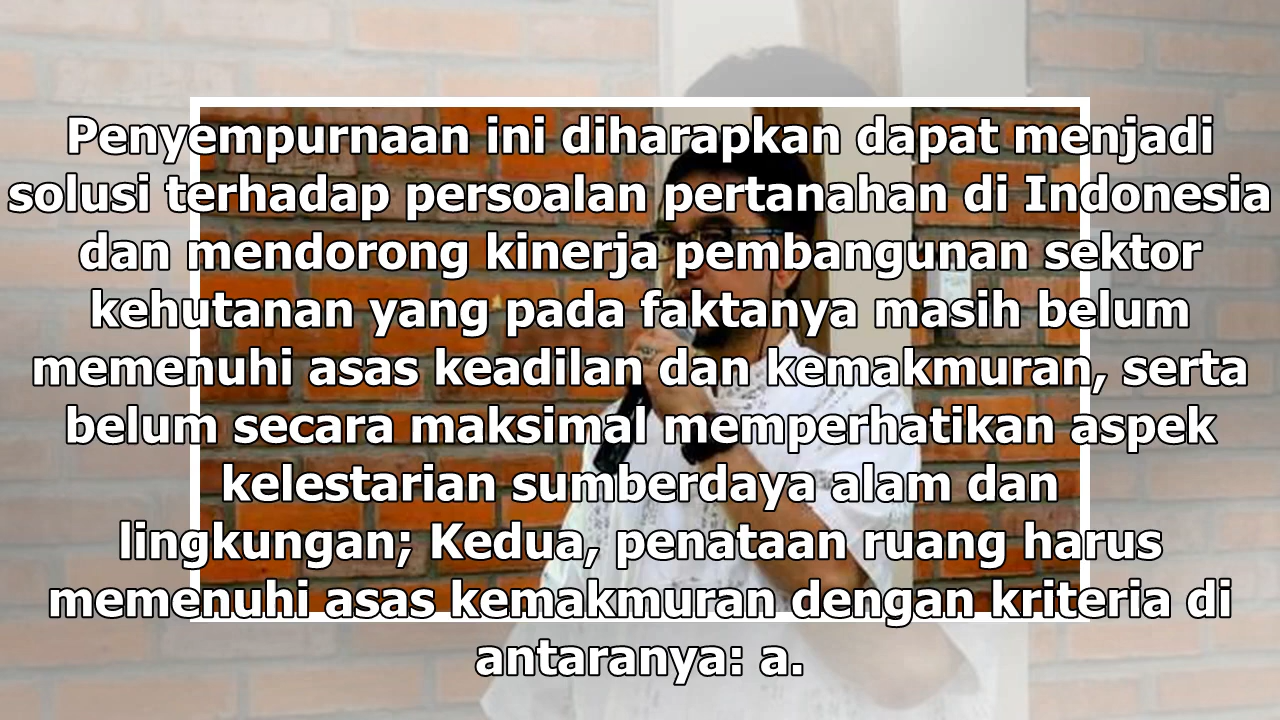 Penyempurnaan ini diharapkan dapat menjadi
solusi terhadap persoalan pertanahan di Indonesia
dan mendorong kinerja pembangunan sektor
kehutanan yang pada faktanya masih belum
memenuhi asas keadilan dan kemakmuran, serta
belum secara maksimal memperhatikan aspek
kelestarian sumberdaya alam dan
lingkungan; Kedua, penataan ruang harus
memenuhi asas kemakmuran dengan kriteria di
antaranya: a.